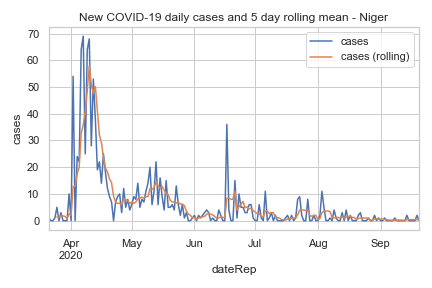 New COVID-19 daily cases and 5 day rolling mean - Niger
cases
cases (rolling)
70
60
50
40
30
20
10
0
cases
Apr
2020
May
Jun
Jul
Aug
Sep
dateRep